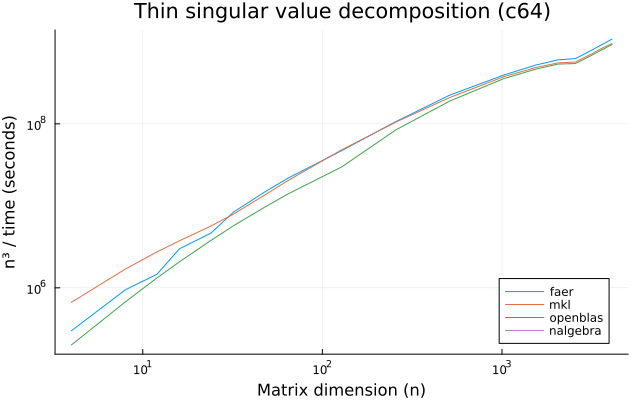 Thin singular value decomposition (c64)
n³ / time (seconds)
10⁸
10⁶
10¹
10²
10³
Matrix dimension (n)
faer
mkl
openblas
nalgebra